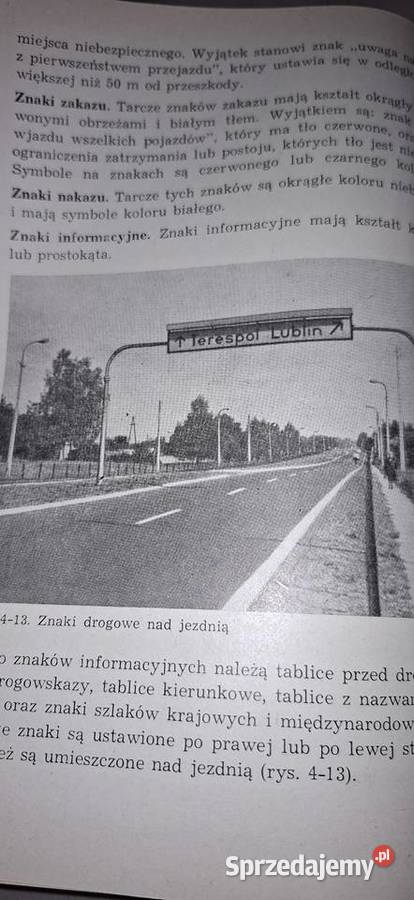 miejsca niebezpiecznego. Wyjątek stanowi znak „uwaga na
z pierwszeństwem przejazdu", który ustawia się w odległ
większej niż 50 m od przeszkody.
Znaki zakazu. Tarcze znaków zakazu mają kształt okrągły
wonymi obrzeżami i białym tłem. Wyjątkiem są: znak
wjazdu wszelkich pojazdów", który ma tło czerwone, or
ograniczenia zatrzymania lub postoju, których tło jest nie
Symbole na znakach są czerwonego lub czarnego kol
Znaki nakazu. Tarcze tych znaków są okrągłe koloru nieb
i mają symbole koloru białego.
Znaki informacyjne. Znaki informacyjne mają kształt k
lub prostokąta.
↑ Terespol Lublin ↗
4-13. Znaki drogowe nad jezdnią
o znaków informacyjnych należą tablice przed dro
rogowskazy, tablice kierunkowe, tablice z nazwam
oraz znaki szlaków krajowych i międzynarodow
e znaki są ustawione po prawej lub po lewej st
eż są umieszczone nad jezdnią (rys. 4-13).
Sprzedajemy.pl